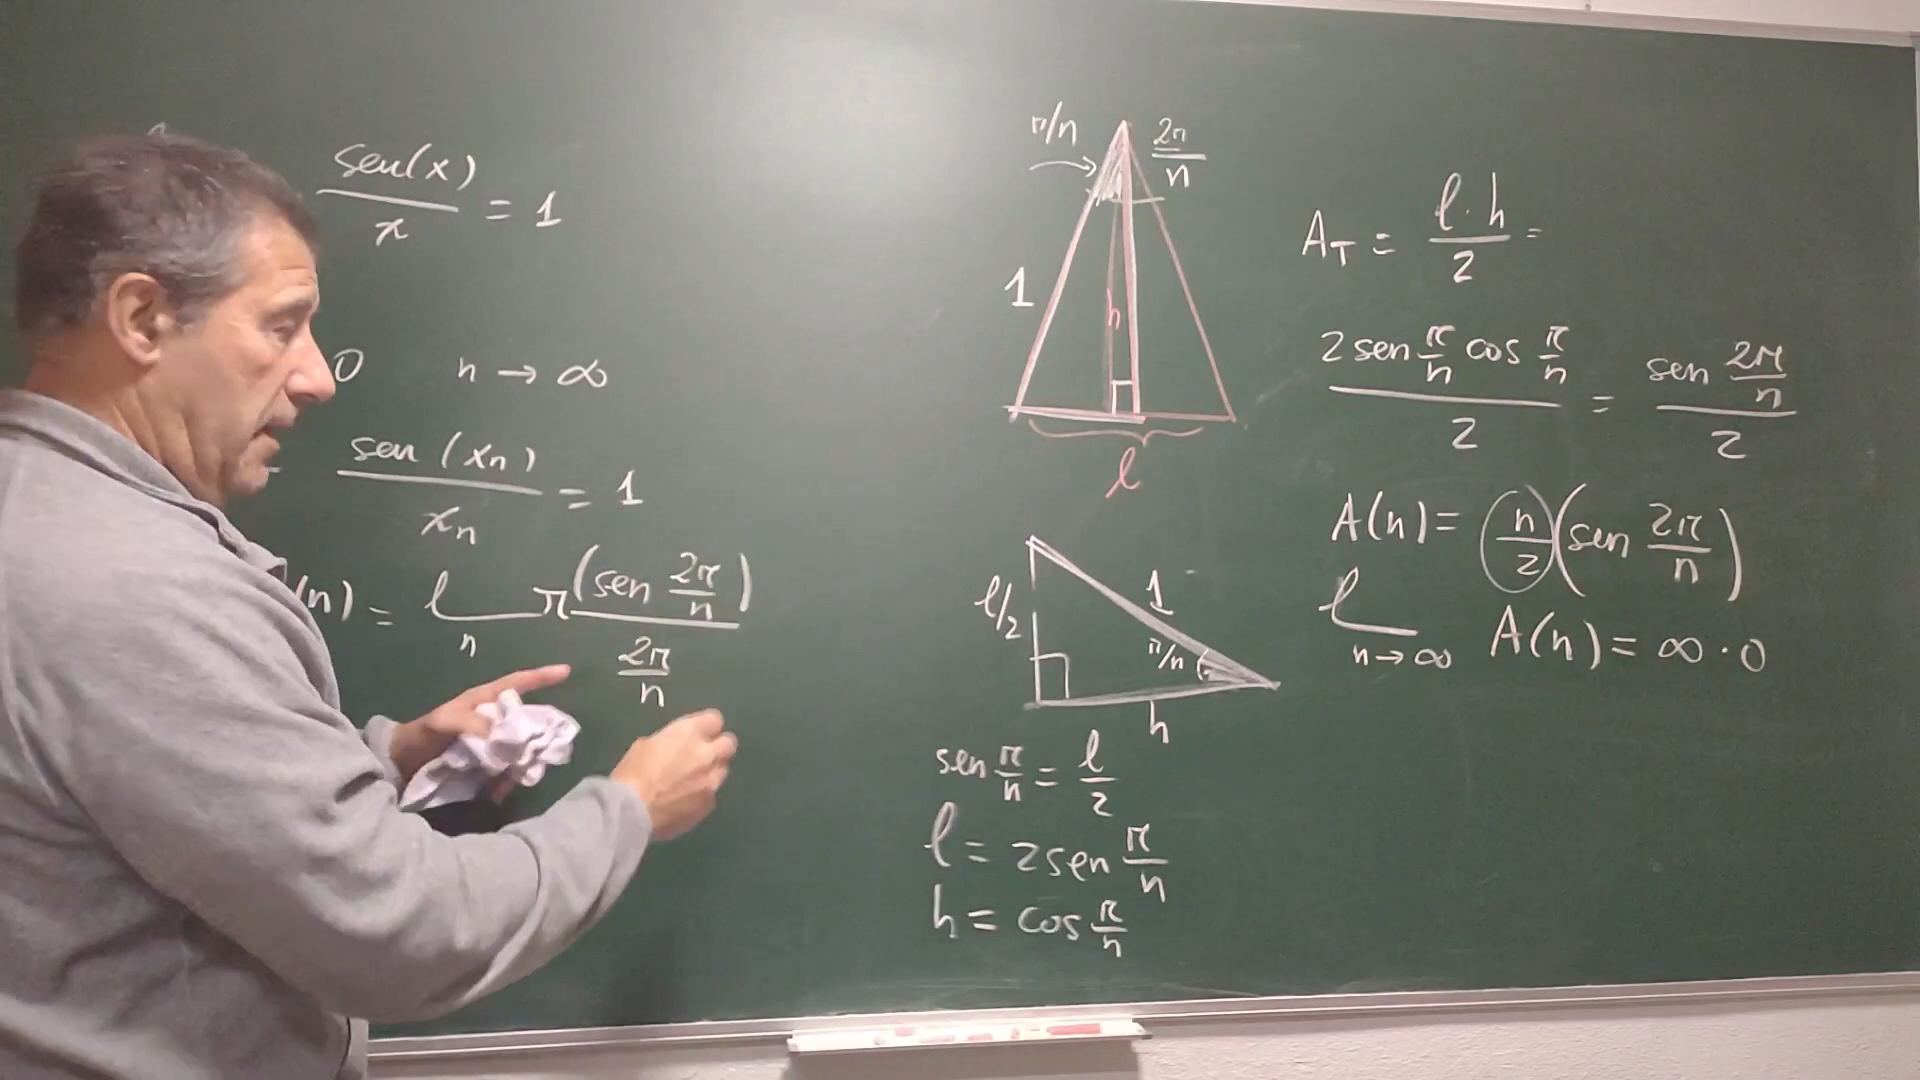 sen(x)
x
= 1
0 n → ∞
sen (xn)
xn
= 1
(n) = l π (sen 2π/n)
n
2π/n
π/n
2π/n
1
h
l
l/2
1
π/n
h
sen π/n = l/2
l = 2 sen π/n
h = cos π/n
A_T = l · h / 2 =
2 sen π/n cos π/n / 2 = sen 2π/n / 2
A(n) = n/2 (sen 2π/n)
l A(n) = ∞ · 0
n → ∞